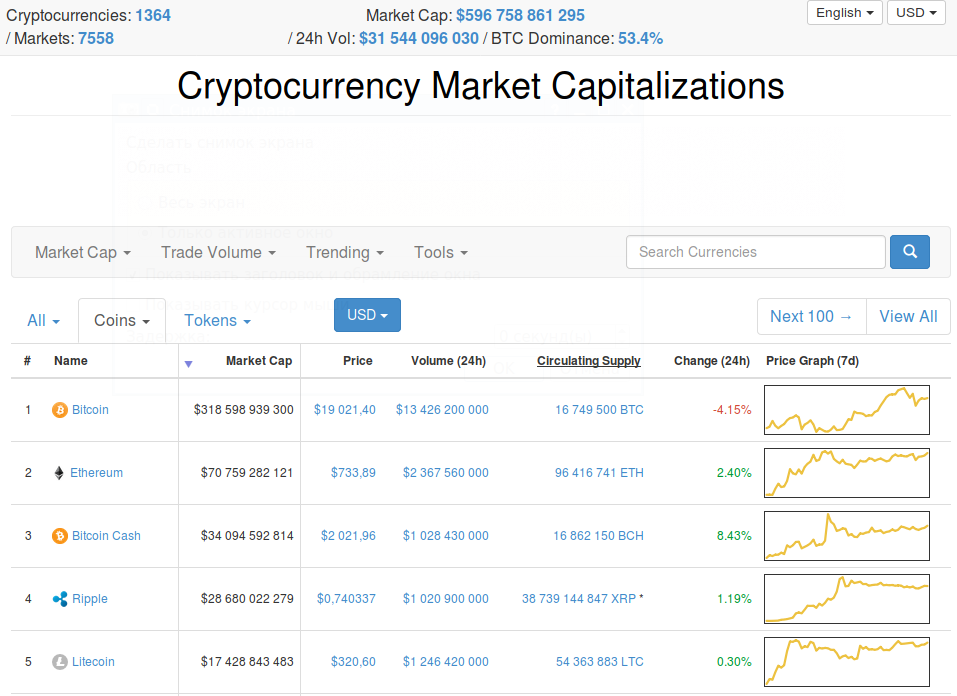 Cryptocurrencies: 1364 Market Cap: $596 758 861 295 English USD
/ Markets: 7558 / 24h Vol: $31 544 096 030 / BTC Dominance: 53.4%
Cryptocurrency Market Capitalizations
Сделать снимок экрана
Область
Market Cap Trade Volume Trending Tools Search Currencies
All Coins Tokens USD Next 100 → View All
# Name Market Cap Price Volume (24h) Circulating Supply Change (24h) Price Graph (7d)
1 Bitcoin $318 598 939 300 $19 021,40 $13 426 200 000 16 749 500 BTC -4.15%
2 Ethereum $70 759 282 121 $733,89 $2 367 560 000 96 416 741 ETH 2.40%
3 Bitcoin Cash $34 094 592 814 $2 021,96 $1 028 430 000 16 862 150 BCH 8.43%
4 Ripple $28 680 022 279 $0,740337 $1 020 900 000 38 739 144 847 XRP * 1.19%
5 Litecoin $17 428 843 483 $320,60 $1 246 420 000 54 363 883 LTC 0.30%